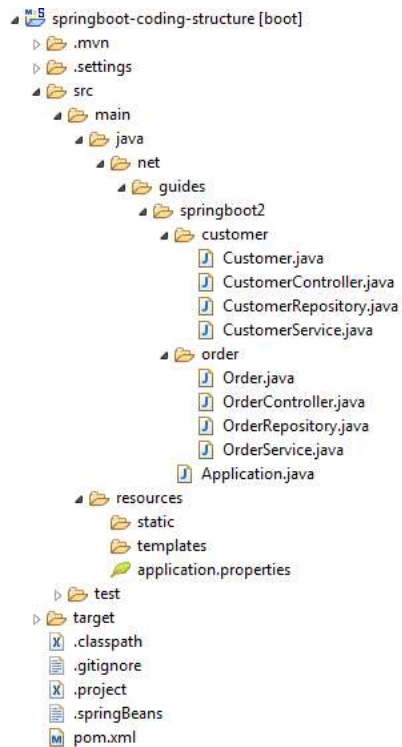 springboot-coding-structure [boot]
.mvn
.settings
src
main
java
net
guides
springboot2
customer
Customer.java
CustomerController.java
CustomerRepository.java
CustomerService.java
order
Order.java
OrderController.java
OrderRepository.java
OrderService.java
Application.java
resources
static
templates
application.properties
test
target
.classpath
.gitignore
.project
.springBeans
pom.xml